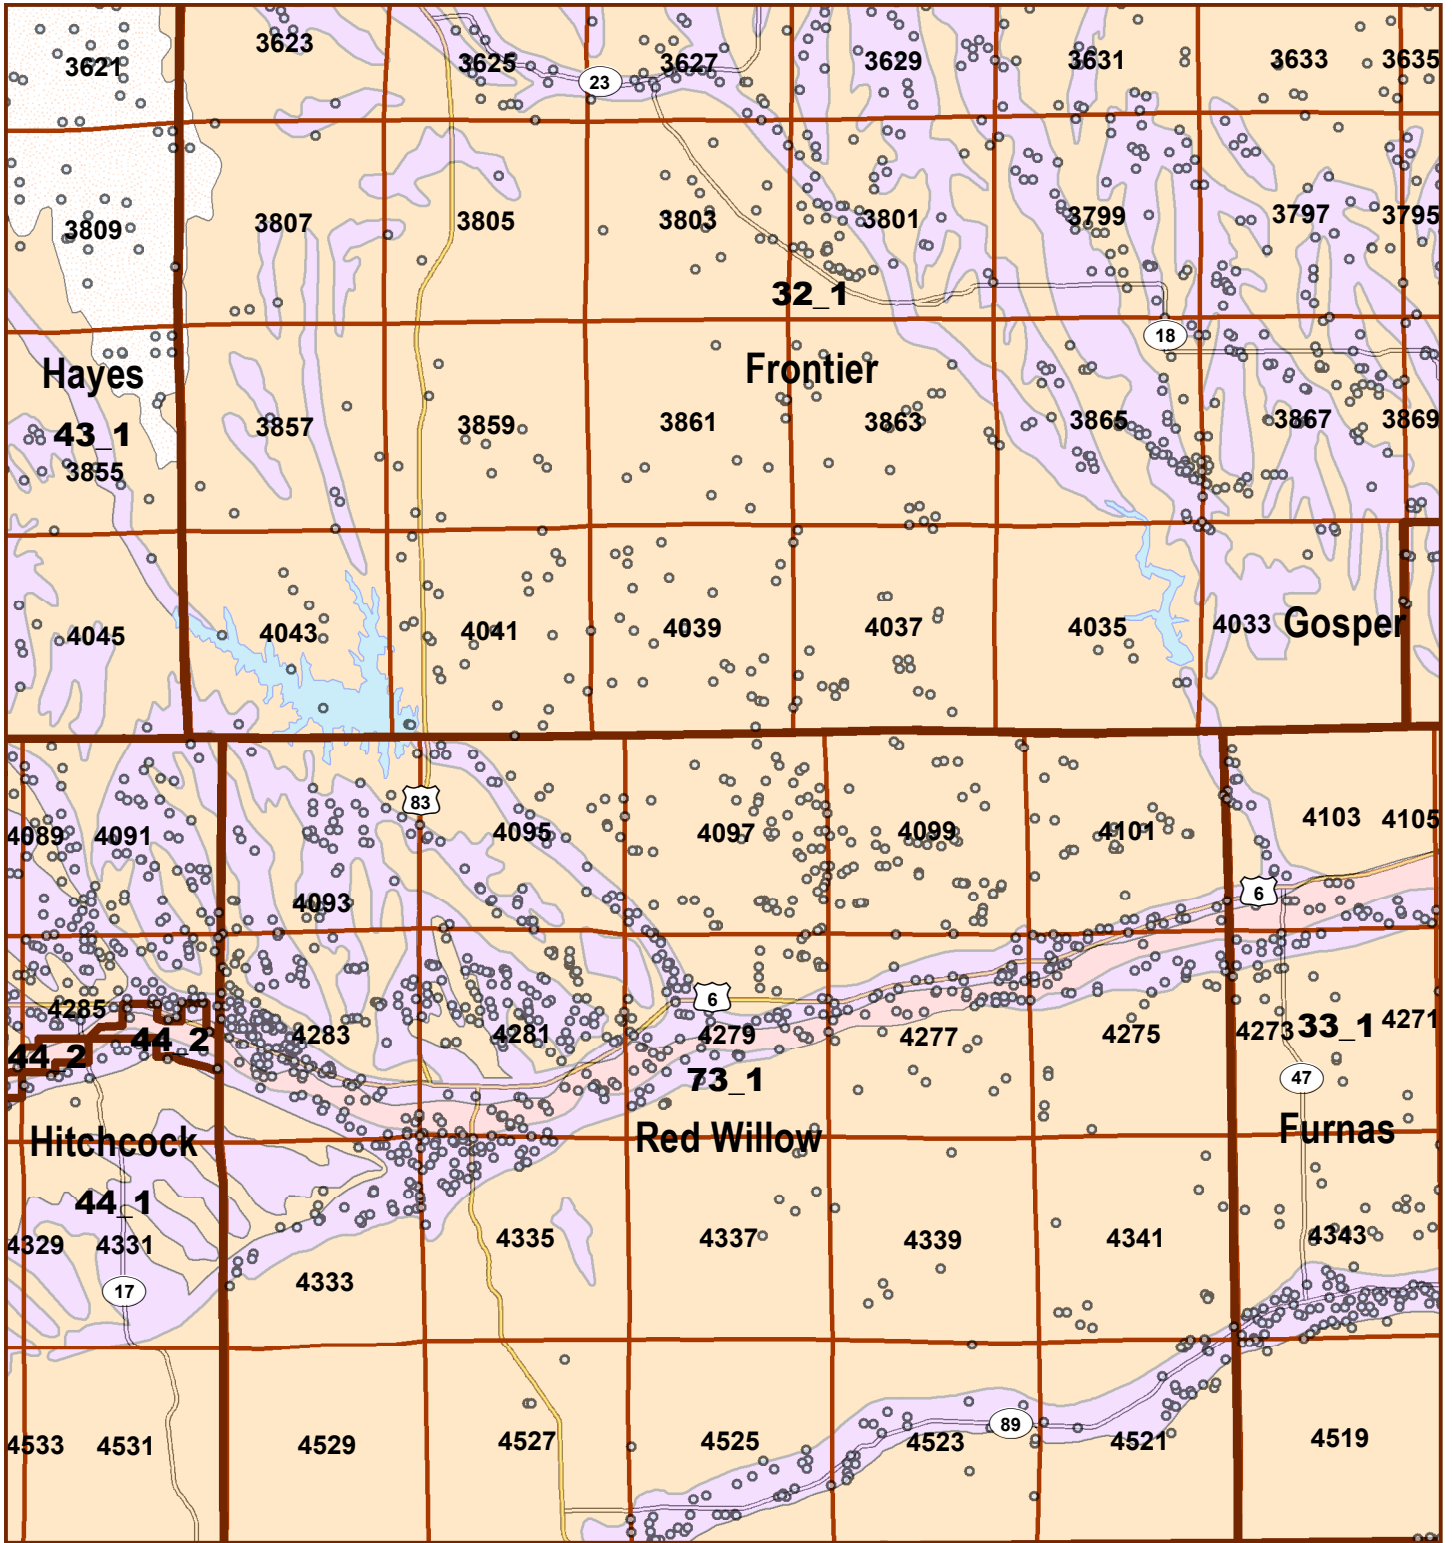 3621 3623 3625 3627 3629 3631 3633 3635
23
3809 3807 3805 3803 3801 3799 3797 3795
32_1
18
Hayes Frontier
43_1 3857 3859 3861 3863 3865 3867 3869
3855
4045 4043 4041 4039 4037 4035 4033 Gosper
83
4089 4091 4095 4097 4099 4101 4103 4105
4093
6
6
4285 4283 4281 4279 4277 4275 4273 33_1 4271
44_2 44_2
73_1 47
Hitchcock Red Willow Furnas
44_1
4329 4331 4335 4337 4339 4341 4343
17 4333
89
4533 4531 4529 4527 4525 4523 4521 4519